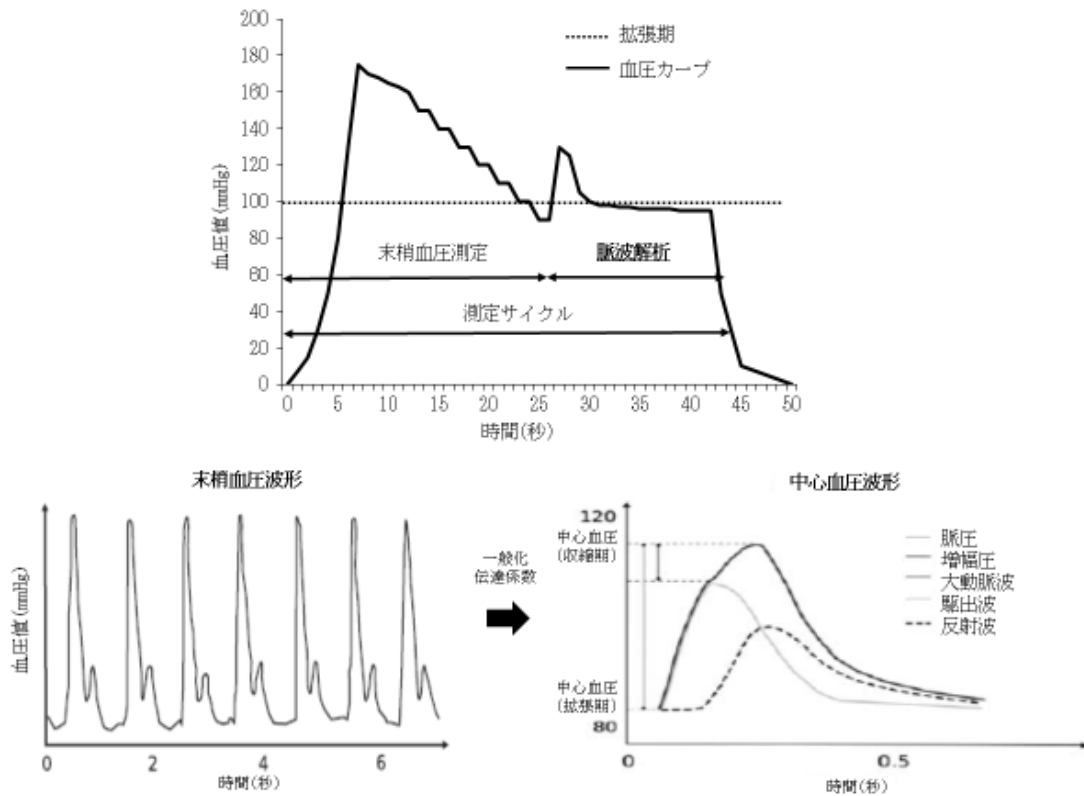 200
180
160
140
120
100
80
60
40
20
0
血圧値(mmHg)
拡張期
血圧カーブ
末梢血圧測定
脈波解析
測定サイクル
0 5 10 15 20 25 30 35 40 45 50
時間(秒)
末梢血圧波形
血圧値(mmHg)
0 2 4 6
時間(秒)
一般化
伝達係数
中心血圧波形
120
中心血圧
(収縮期)
中心血圧
(拡張期)
80
脈圧
増幅圧
大動脈波
駆出波
反射波
0 0.5
時間(秒)